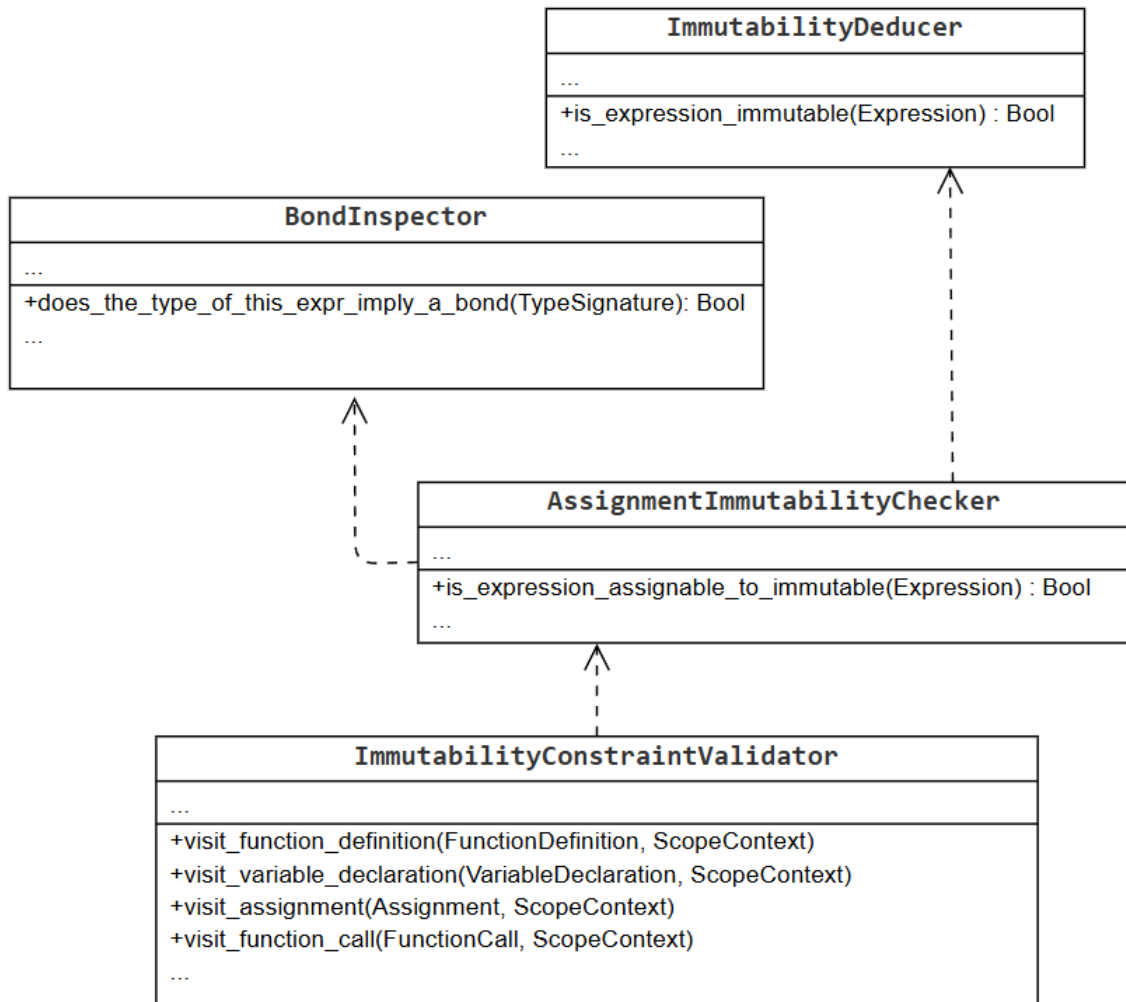 ImmutabilityDeducer
...
+is_expression_immutable(Expression) : Bool
...
BondInspector
...
+does_the_type_of_this_expr_imply_a_bond(TypeSignature): Bool
...
AssignmentImmutabilityChecker
...
+is_expression_assignable_to_immutable(Expression) : Bool
...
ImmutabilityConstraintValidator
...
+visit_function_definition(FunctionDefinition, ScopeContext)
+visit_variable_declaration(VariableDeclaration, ScopeContext)
+visit_assignment(Assignment, ScopeContext)
+visit_function_call(FunctionCall, ScopeContext)
...